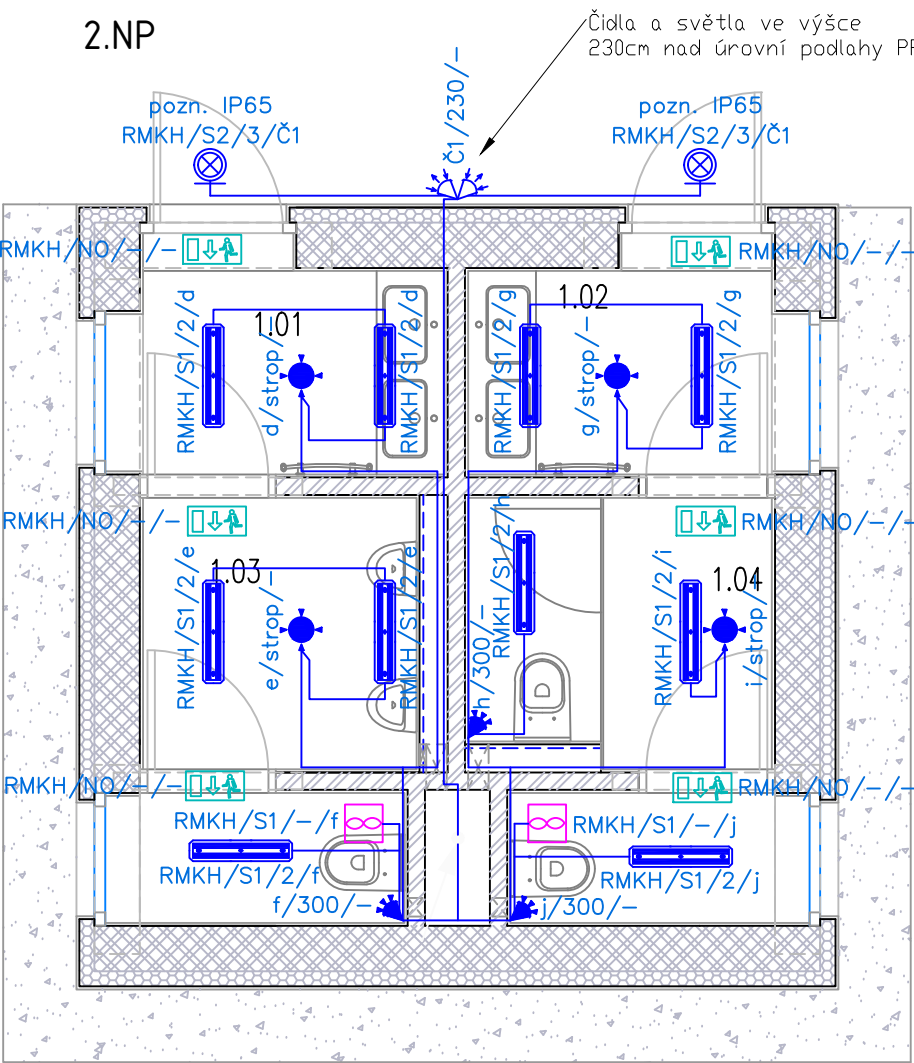 2.NP
Čidla a světla ve výšce
230cm nad úrovní podlahy
pozn. IP65
RMKH/S2/3/Č1
Č1/230/-
pozn. IP65
RMKH/S2/3/Č1
RMKH/NO/-/-
RMKH/NO/-/-
RMKH/S1/2/d
1.01
d/strop/-
RMKH/S1/2/d
RMKH/S1/2/g
1.02
g/strop/-
RMKH/S1/2/g
RMKH/NO/-/-
RMKH/NO/-/-
RMKH/S1/2/e
1.03
e/strop/-
RMKH/S1/2/e
h/300/-
RMKH/S1/2/h
RMKH/S1/2/i
1.04
i/strop/-
RMKH/NO/-/-
RMKH/NO/-/-
RMKH/S1/-/f
RMKH/S1/2/f
f/300/-
RMKH/S1/-/j
RMKH/S1/2/j
j/300/-